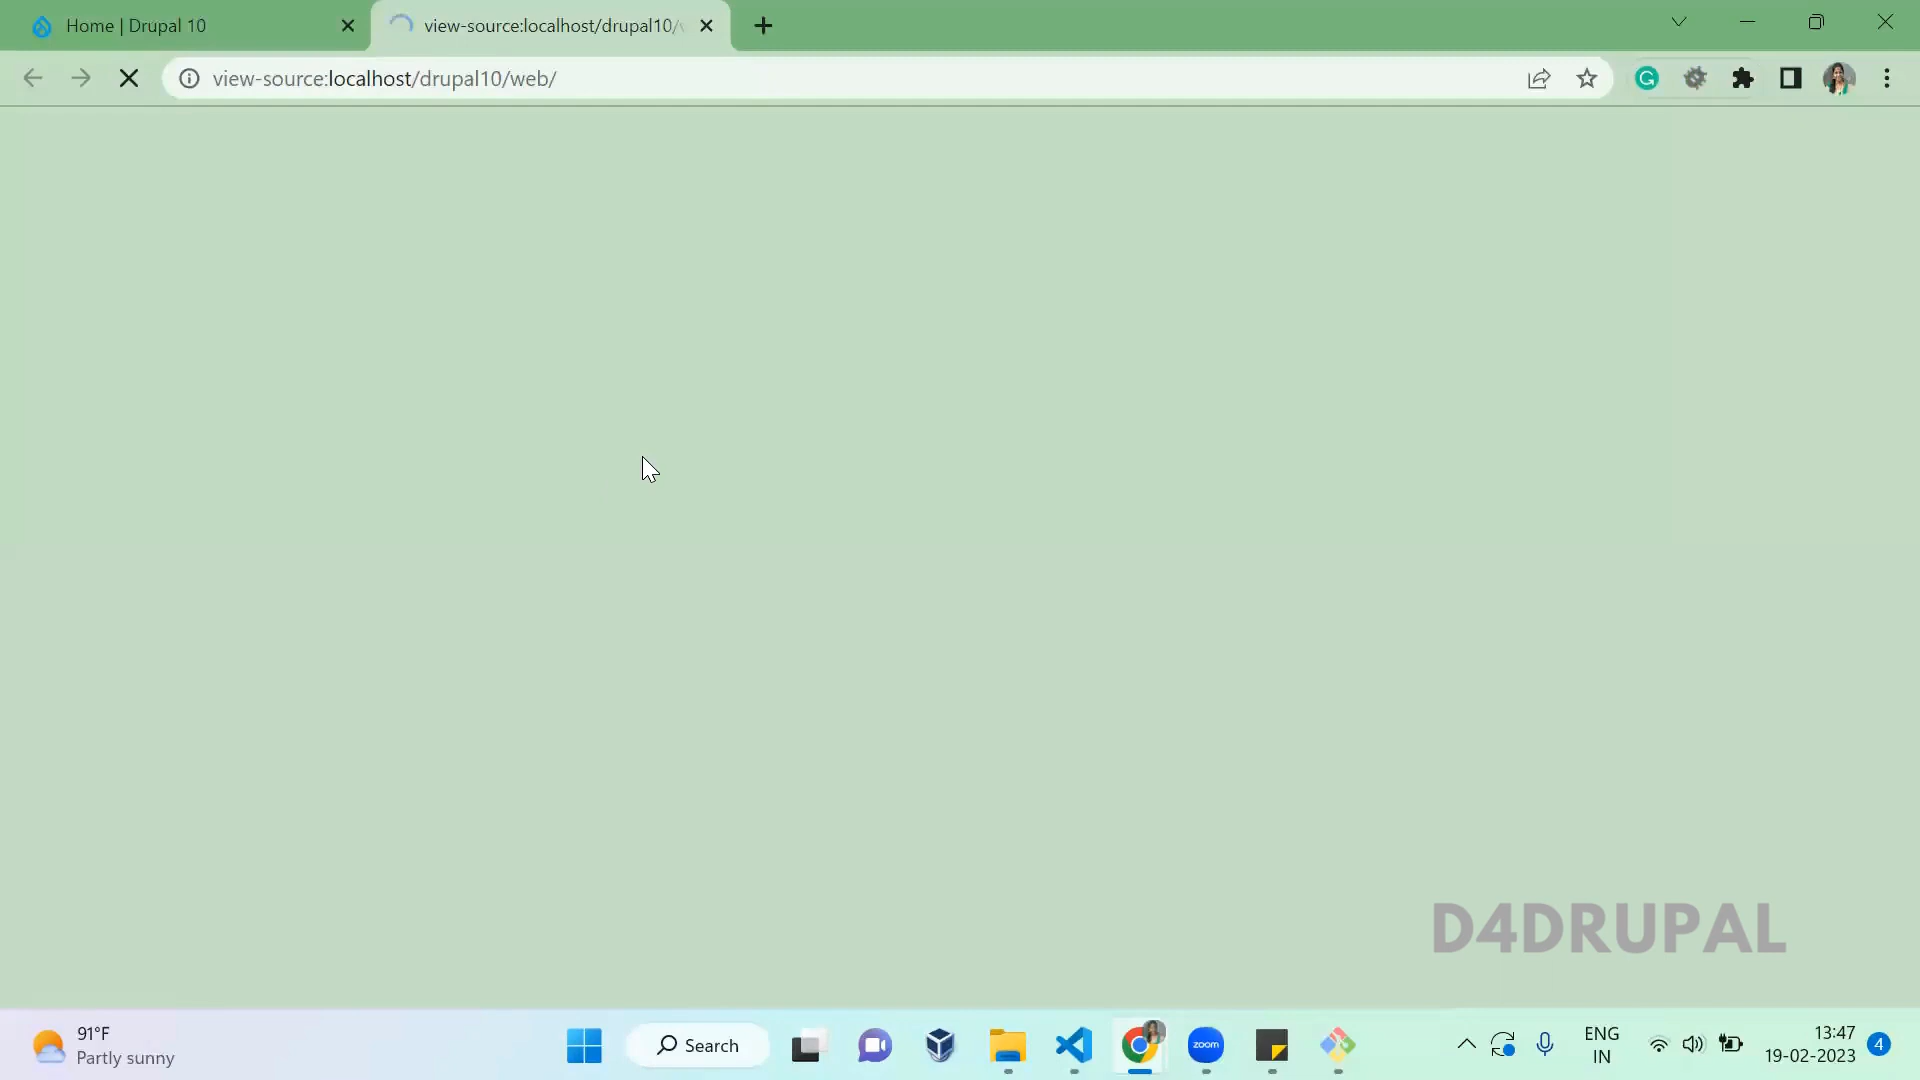 Home | Drupal 10
view-source:localhost/drupal10/
view-source:localhost/drupal10/web/
D4DRUPAL
91°F
Partly sunny
Search
zoom
ENG
IN
13:47
19-02-2023
4